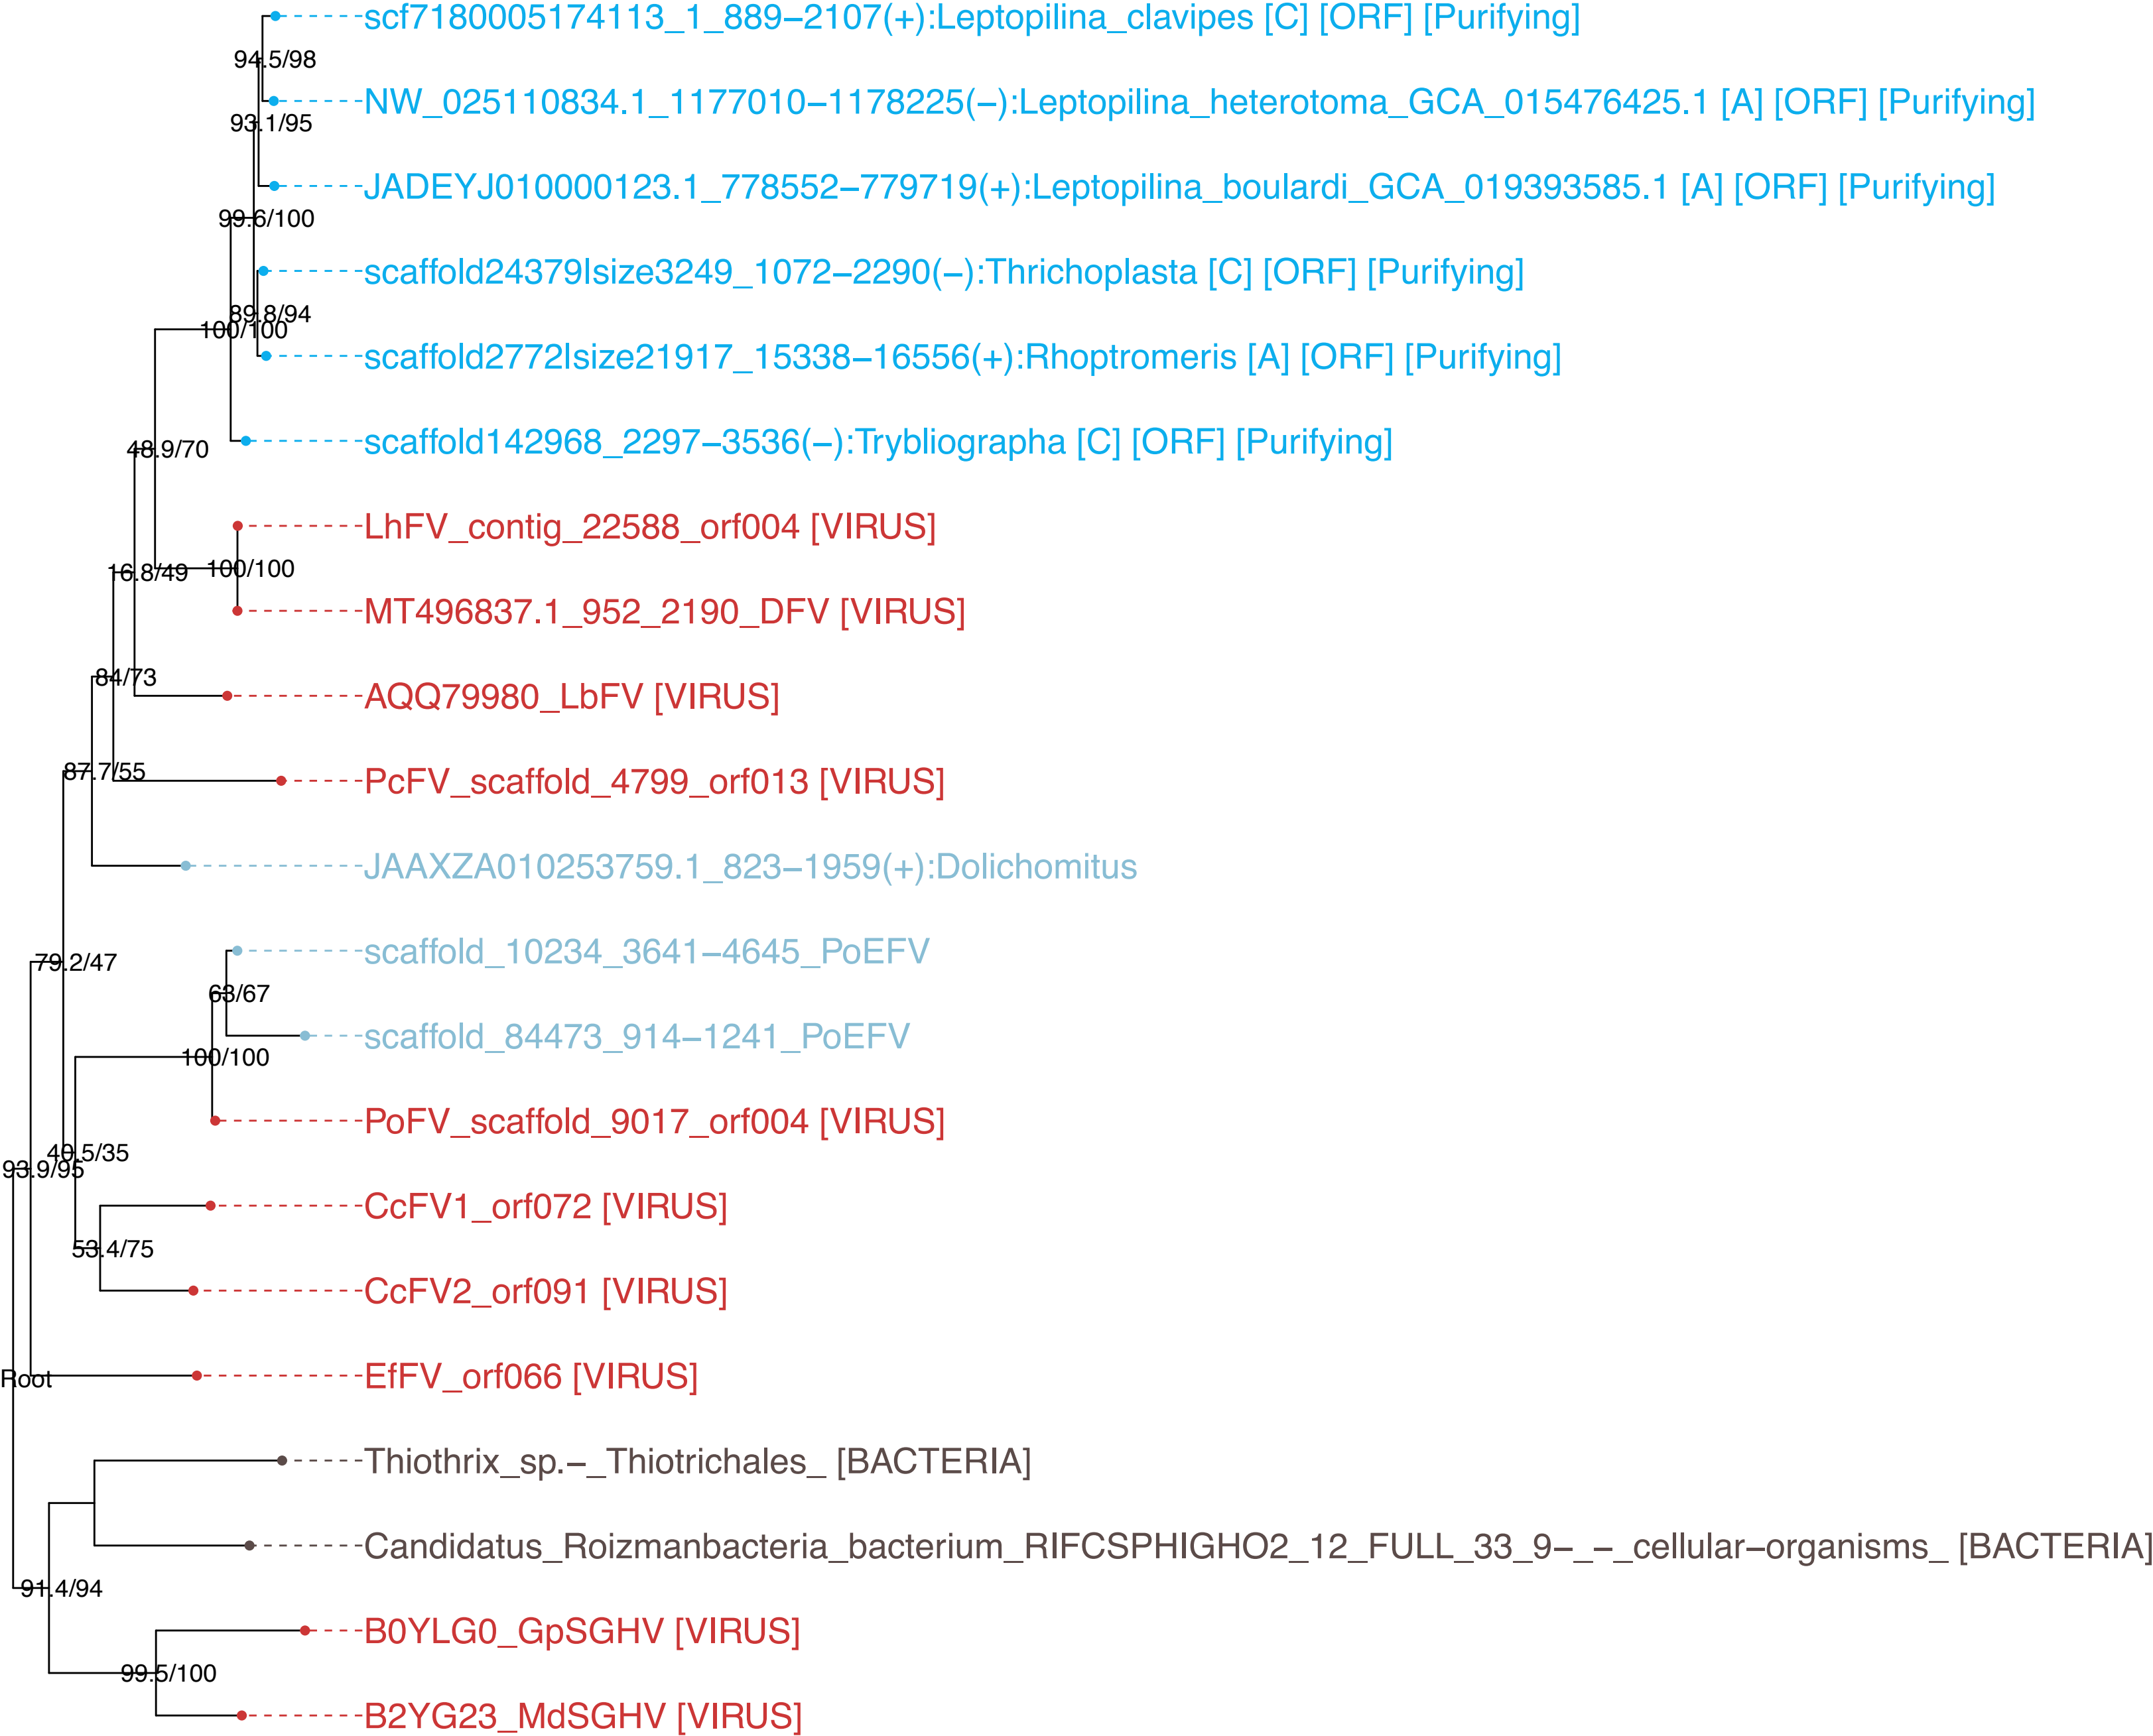 scf7180005174113_1_889−2107(+):Leptopilina_clavipes [C] [ORF] [Purifying]
94.5/98
NW_025110834.1_1177010−1178225(−):Leptopilina_heterotoma_GCA_015476425.1 [A] [ORF] [Purifying]
93.1/95
JADEYJ010000123.1_778552−779719(+):Leptopilina_boulardi_GCA_019393585.1 [A] [ORF] [Purifying]
99.6/100
scaffold24379lsize3249_1072−2290(−):Thrichoplasta [C] [ORF] [Purifying]
89.8/94
100/100
scaffold2772lsize21917_15338−16556(+):Rhoptromeris [A] [ORF] [Purifying]
scaffold142968_2297−3536(−):Trybliographa [C] [ORF] [Purifying]
48.9/70
LhFV_contig_22588_orf004 [VIRUS]
16.8/49
100/100
MT496837.1_952_2190_DFV [VIRUS]
84/73
AQQ79980_LbFV [VIRUS]
87.7/55
PcFV_scaffold_4799_orf013 [VIRUS]
JAAXZA010253759.1_823−1959(+):Dolichomitus
scaffold_10234_3641−4645_PoEFV
79.2/47
63/67
scaffold_84473_914−1241_PoEFV
100/100
PoFV_scaffold_9017_orf004 [VIRUS]
40.5/35
93.9/95
CcFV1_orf072 [VIRUS]
53.4/75
CcFV2_orf091 [VIRUS]
EfFV_orf066 [VIRUS]
Root
Thiothrix_sp.−_Thiotrichales_ [BACTERIA]
Candidatus_Roizmanbacteria_bacterium_RIFCSPHIGHO2_12_FULL_33_9−_−_cellular−organisms_ [BACTERIA]
91.4/94
B0YLG0_GpSGHV [VIRUS]
99.5/100
B2YG23_MdSGHV [VIRUS]